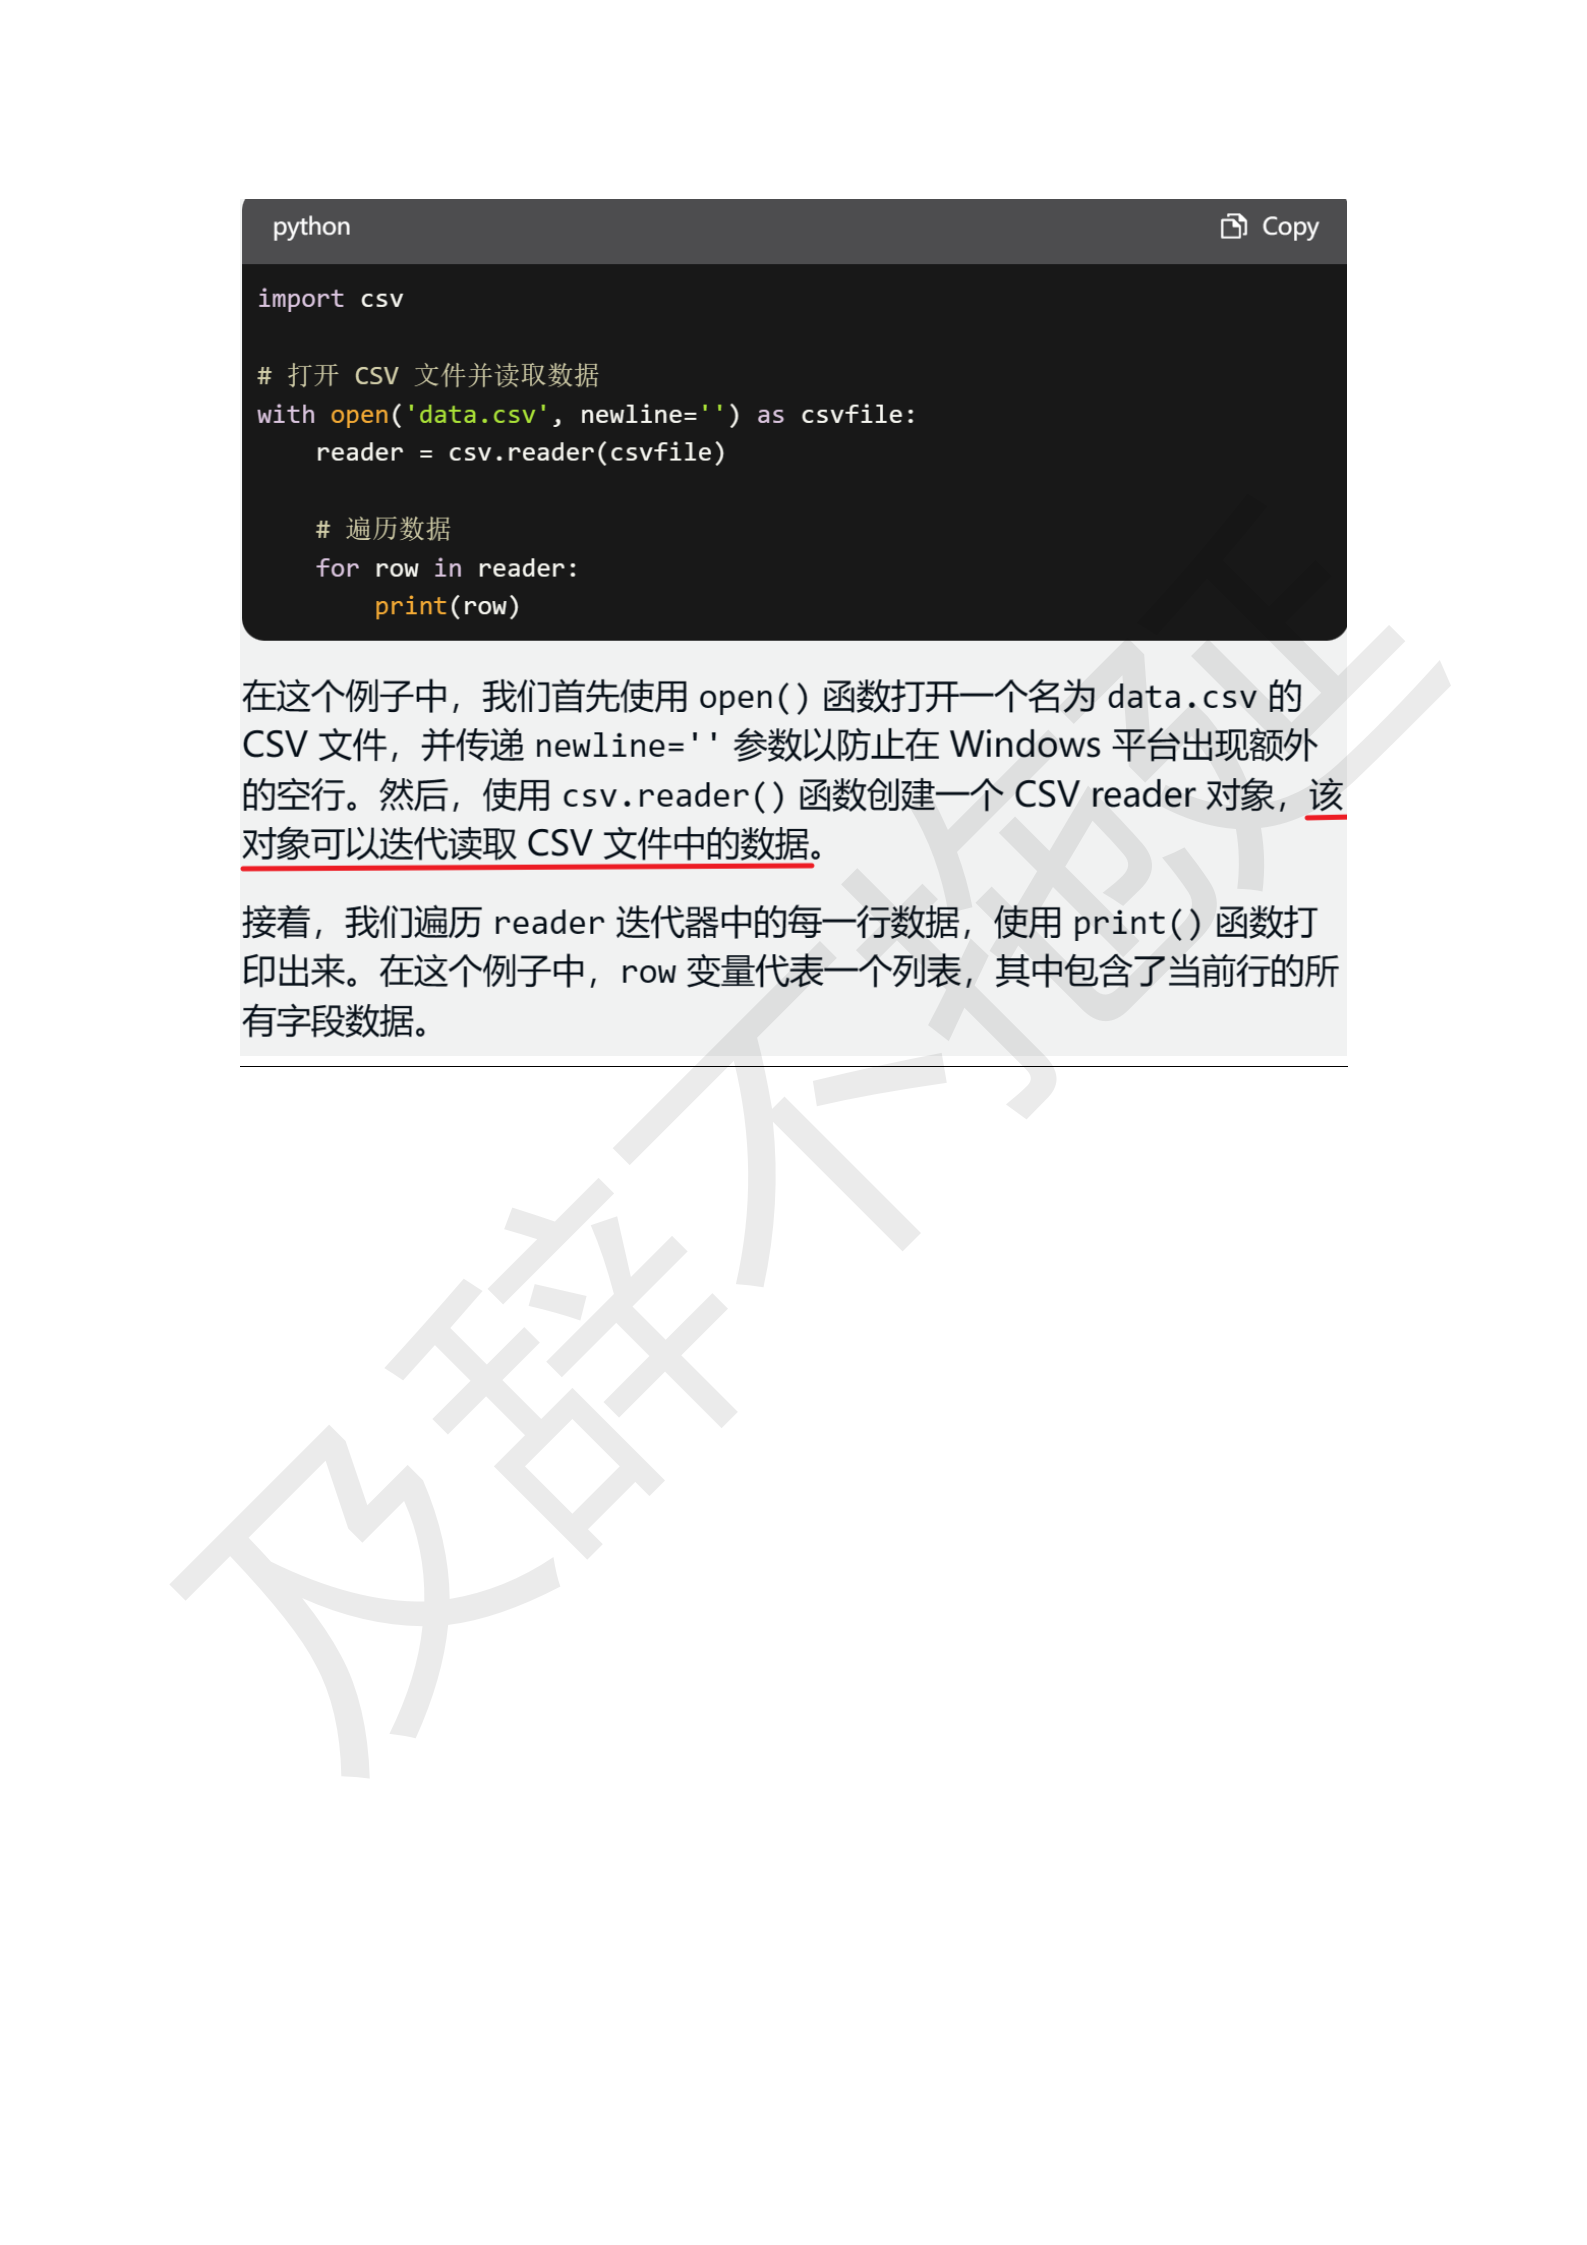 python
Copy
import csv
# 打开 CSV 文件并读取数据
with open('data.csv', newline='') as csvfile:
    reader = csv.reader(csvfile)
    # 遍历数据
    for row in reader:
        print(row)
在这个例子中，我们首先使用 open() 函数打开一个名为 data.csv 的
CSV 文件，并传递 newline='' 参数以防止在 Windows 平台出现额外
的空行。然后，使用 csv.reader() 函数创建一个 CSV reader 对象，该
对象可以迭代读取 CSV 文件中的数据。
接着，我们遍历 reader 迭代器中的每一行数据，使用 print() 函数打
印出来。在这个例子中，row 变量代表一个列表，其中包含了当前行的所
有字段数据。
及辞不拖延